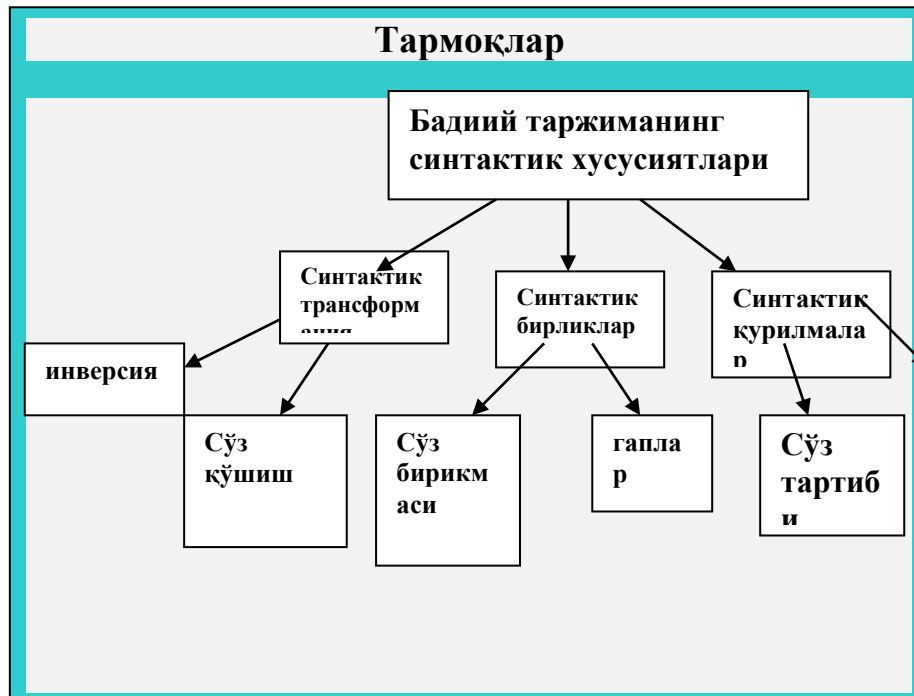 Тармоқлар
Бадиий таржиманинг
синтактик хусусиятлари
Синтактик
трансформ
ация
Синтактик
бирликлар
Синтактик
қурилмала
р
инверсия
Сўз
қўшиш
Сўз
бирикм
аси
гапла
р
Сўз
тартиб
и